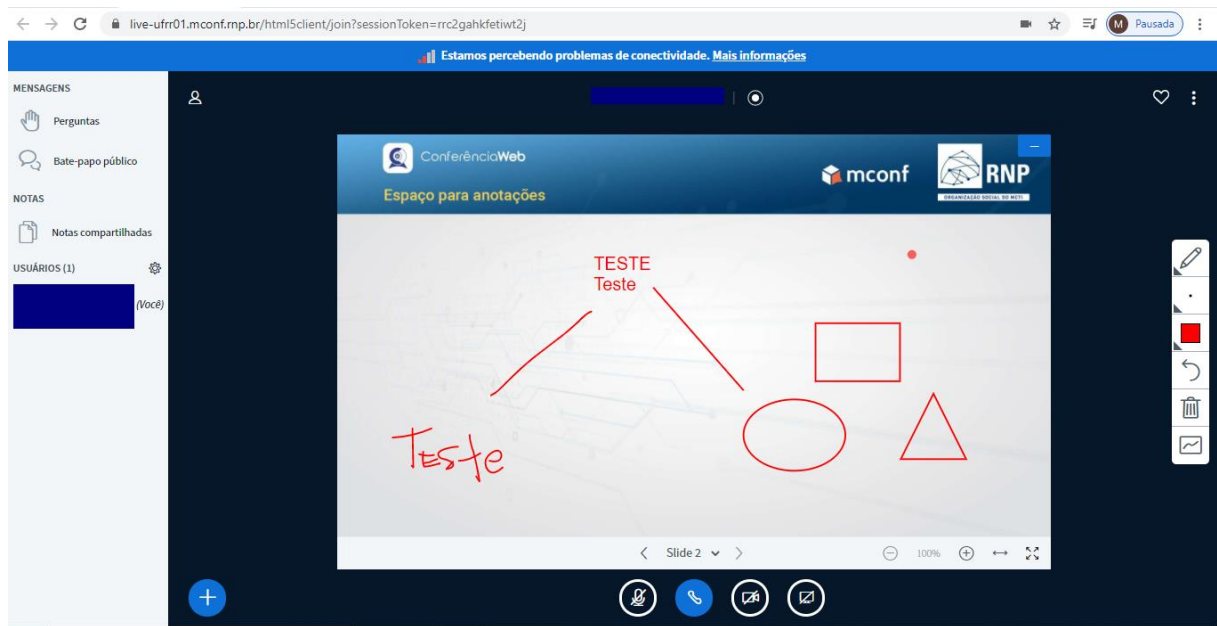 live-ufrr01.mconf.rnp.br/html5client/join?sessionToken=rrc2gahkfetiwt2j
M Pausada
Estamos percebendo problemas de conectividade. Mais informações
MENSAGENS
Perguntas
Bate-papo público
NOTAS
Notas compartilhadas
USUÁRIOS (1)
(Você)
ConferênciaWeb
Espaço para anotações
mconf
RNP
ORGANIZAÇÃO SOCIAL DO MCTI
TESTE
Teste
Teste
Slide 2
100%